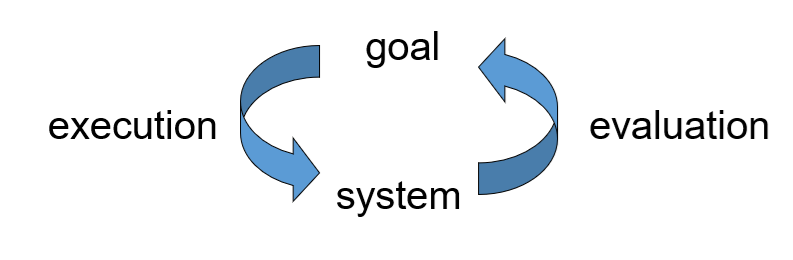 goal
execution
evaluation
system